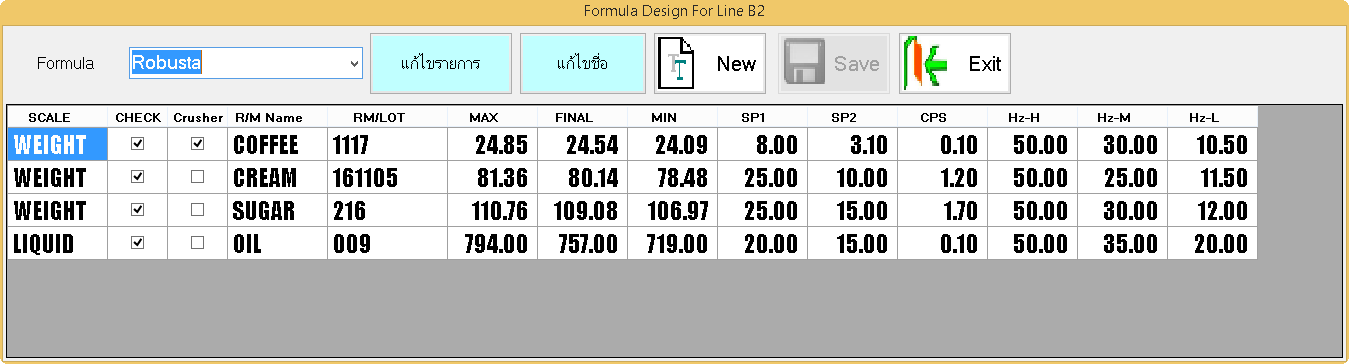 Formula Design For Line B2
Formula Robusta แก้ไขรายการ แก้ไขชื่อ New Save Exit
SCALE CHECK Crusher R/M Name RM/LOT MAX FINAL MIN SP1 SP2 CPS Hz-H Hz-M Hz-L
WEIGHT COFFEE 1117 24.85 24.54 24.09 8.00 3.10 0.10 50.00 30.00 10.50
WEIGHT CREAM 161105 81.36 80.14 78.48 25.00 10.00 1.20 50.00 25.00 11.50
WEIGHT SUGAR 216 110.76 109.08 106.97 25.00 15.00 1.70 50.00 30.00 12.00
LIQUID OIL 009 794.00 757.00 719.00 20.00 15.00 0.10 50.00 35.00 20.00